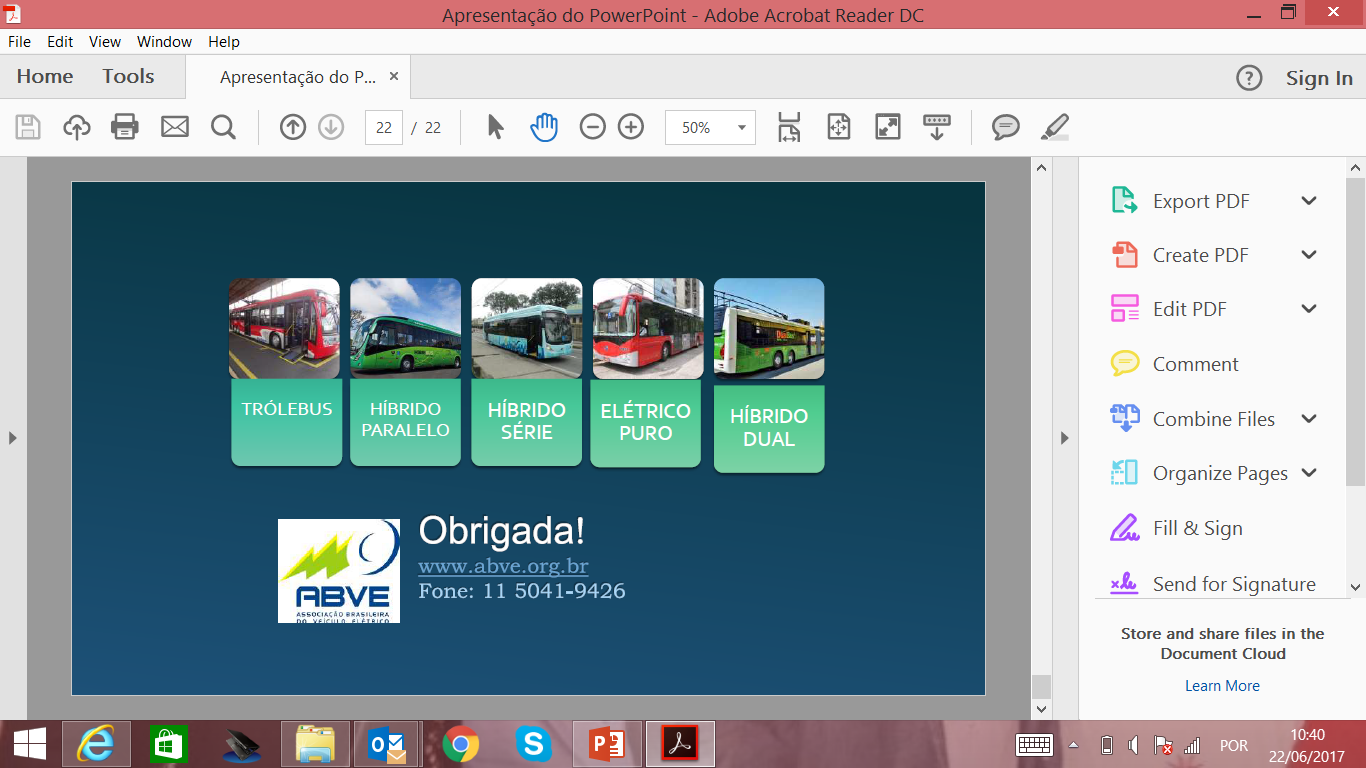 Apresentação do PowerPoint - Adobe Acrobat Reader DC
File Edit View Window Help
Home Tools Apresentação do P... × Sign In
22 / 22 50%
Export PDF
Create PDF
Edit PDF
Comment
Combine Files
Organize Pages
Fill & Sign
Send for Signature
Store and share files in the
Document Cloud
Learn More
TRÓLEBUS
HÍBRIDO
PARALELO
HÍBRIDO
SÉRIE
ELÉTRICO
PURO
HÍBRIDO
DUAL
ABVE
ASSOCIAÇÃO BRASILEIRA
DO VEÍCULO ELÉTRICO
Obrigada!
www.abve.org.br
Fone: 11 5041-9426
POR
10:40
22/06/2017